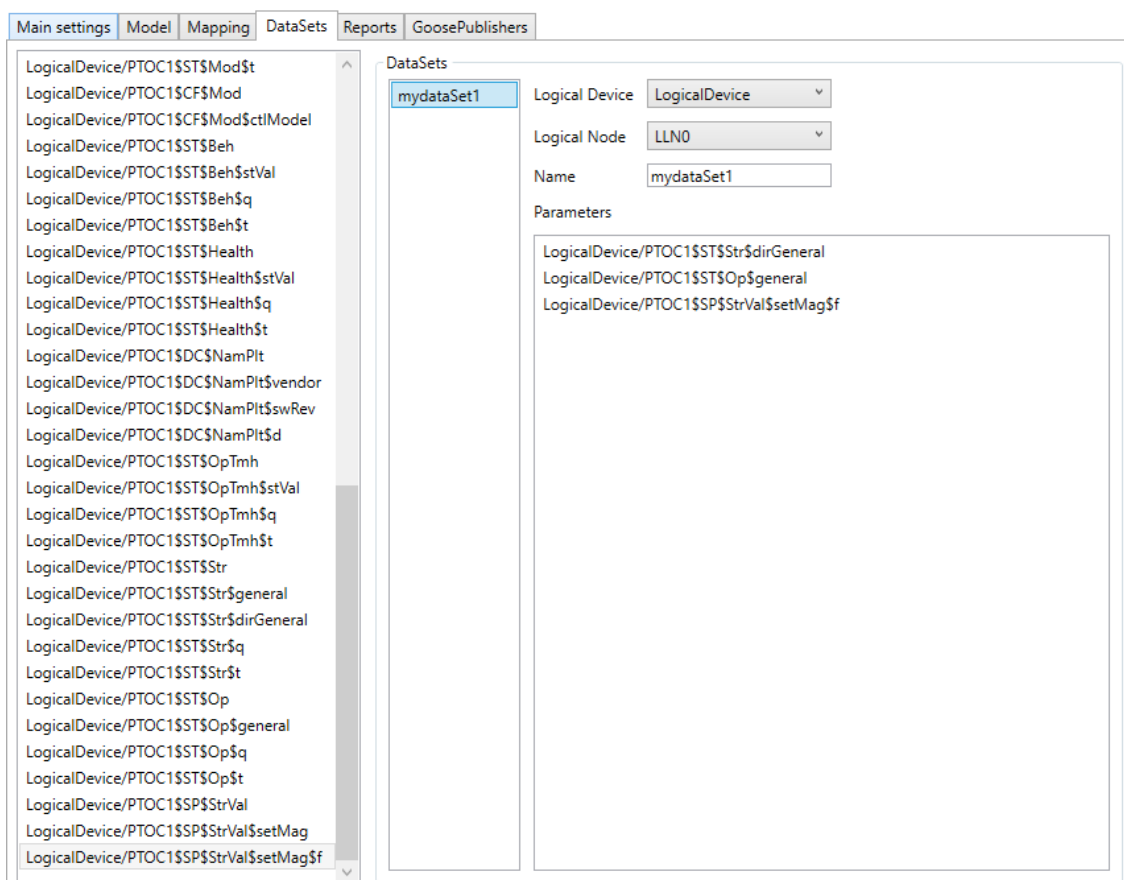 Main settings Model Mapping DataSets Reports GoosePublishers
LogicalDevice/PTOC1$ST$Mod$t
LogicalDevice/PTOC1$CF$Mod
LogicalDevice/PTOC1$CF$Mod$ctlModel
LogicalDevice/PTOC1$ST$Beh
LogicalDevice/PTOC1$ST$Beh$stVal
LogicalDevice/PTOC1$ST$Beh$q
LogicalDevice/PTOC1$ST$Beh$t
LogicalDevice/PTOC1$ST$Health
LogicalDevice/PTOC1$ST$Health$stVal
LogicalDevice/PTOC1$ST$Health$q
LogicalDevice/PTOC1$ST$Health$t
LogicalDevice/PTOC1$DC$NamPlt
LogicalDevice/PTOC1$DC$NamPlt$vendor
LogicalDevice/PTOC1$DC$NamPlt$swRev
LogicalDevice/PTOC1$DC$NamPlt$d
LogicalDevice/PTOC1$ST$OpTmh
LogicalDevice/PTOC1$ST$OpTmh$stVal
LogicalDevice/PTOC1$ST$OpTmh$q
LogicalDevice/PTOC1$ST$OpTmh$t
LogicalDevice/PTOC1$ST$Str
LogicalDevice/PTOC1$ST$Str$general
LogicalDevice/PTOC1$ST$Str$dirGeneral
LogicalDevice/PTOC1$ST$Str$q
LogicalDevice/PTOC1$ST$Str$t
LogicalDevice/PTOC1$ST$Op
LogicalDevice/PTOC1$ST$Op$general
LogicalDevice/PTOC1$ST$Op$q
LogicalDevice/PTOC1$ST$Op$t
LogicalDevice/PTOC1$SP$StrVal
LogicalDevice/PTOC1$SP$StrVal$setMag
LogicalDevice/PTOC1$SP$StrVal$setMag$f
DataSets
mydataSet1
Logical Device LogicalDevice
Logical Node LLN0
Name mydataSet1
Parameters
LogicalDevice/PTOC1$ST$Str$dirGeneral
LogicalDevice/PTOC1$ST$Op$general
LogicalDevice/PTOC1$SP$StrVal$setMag$f